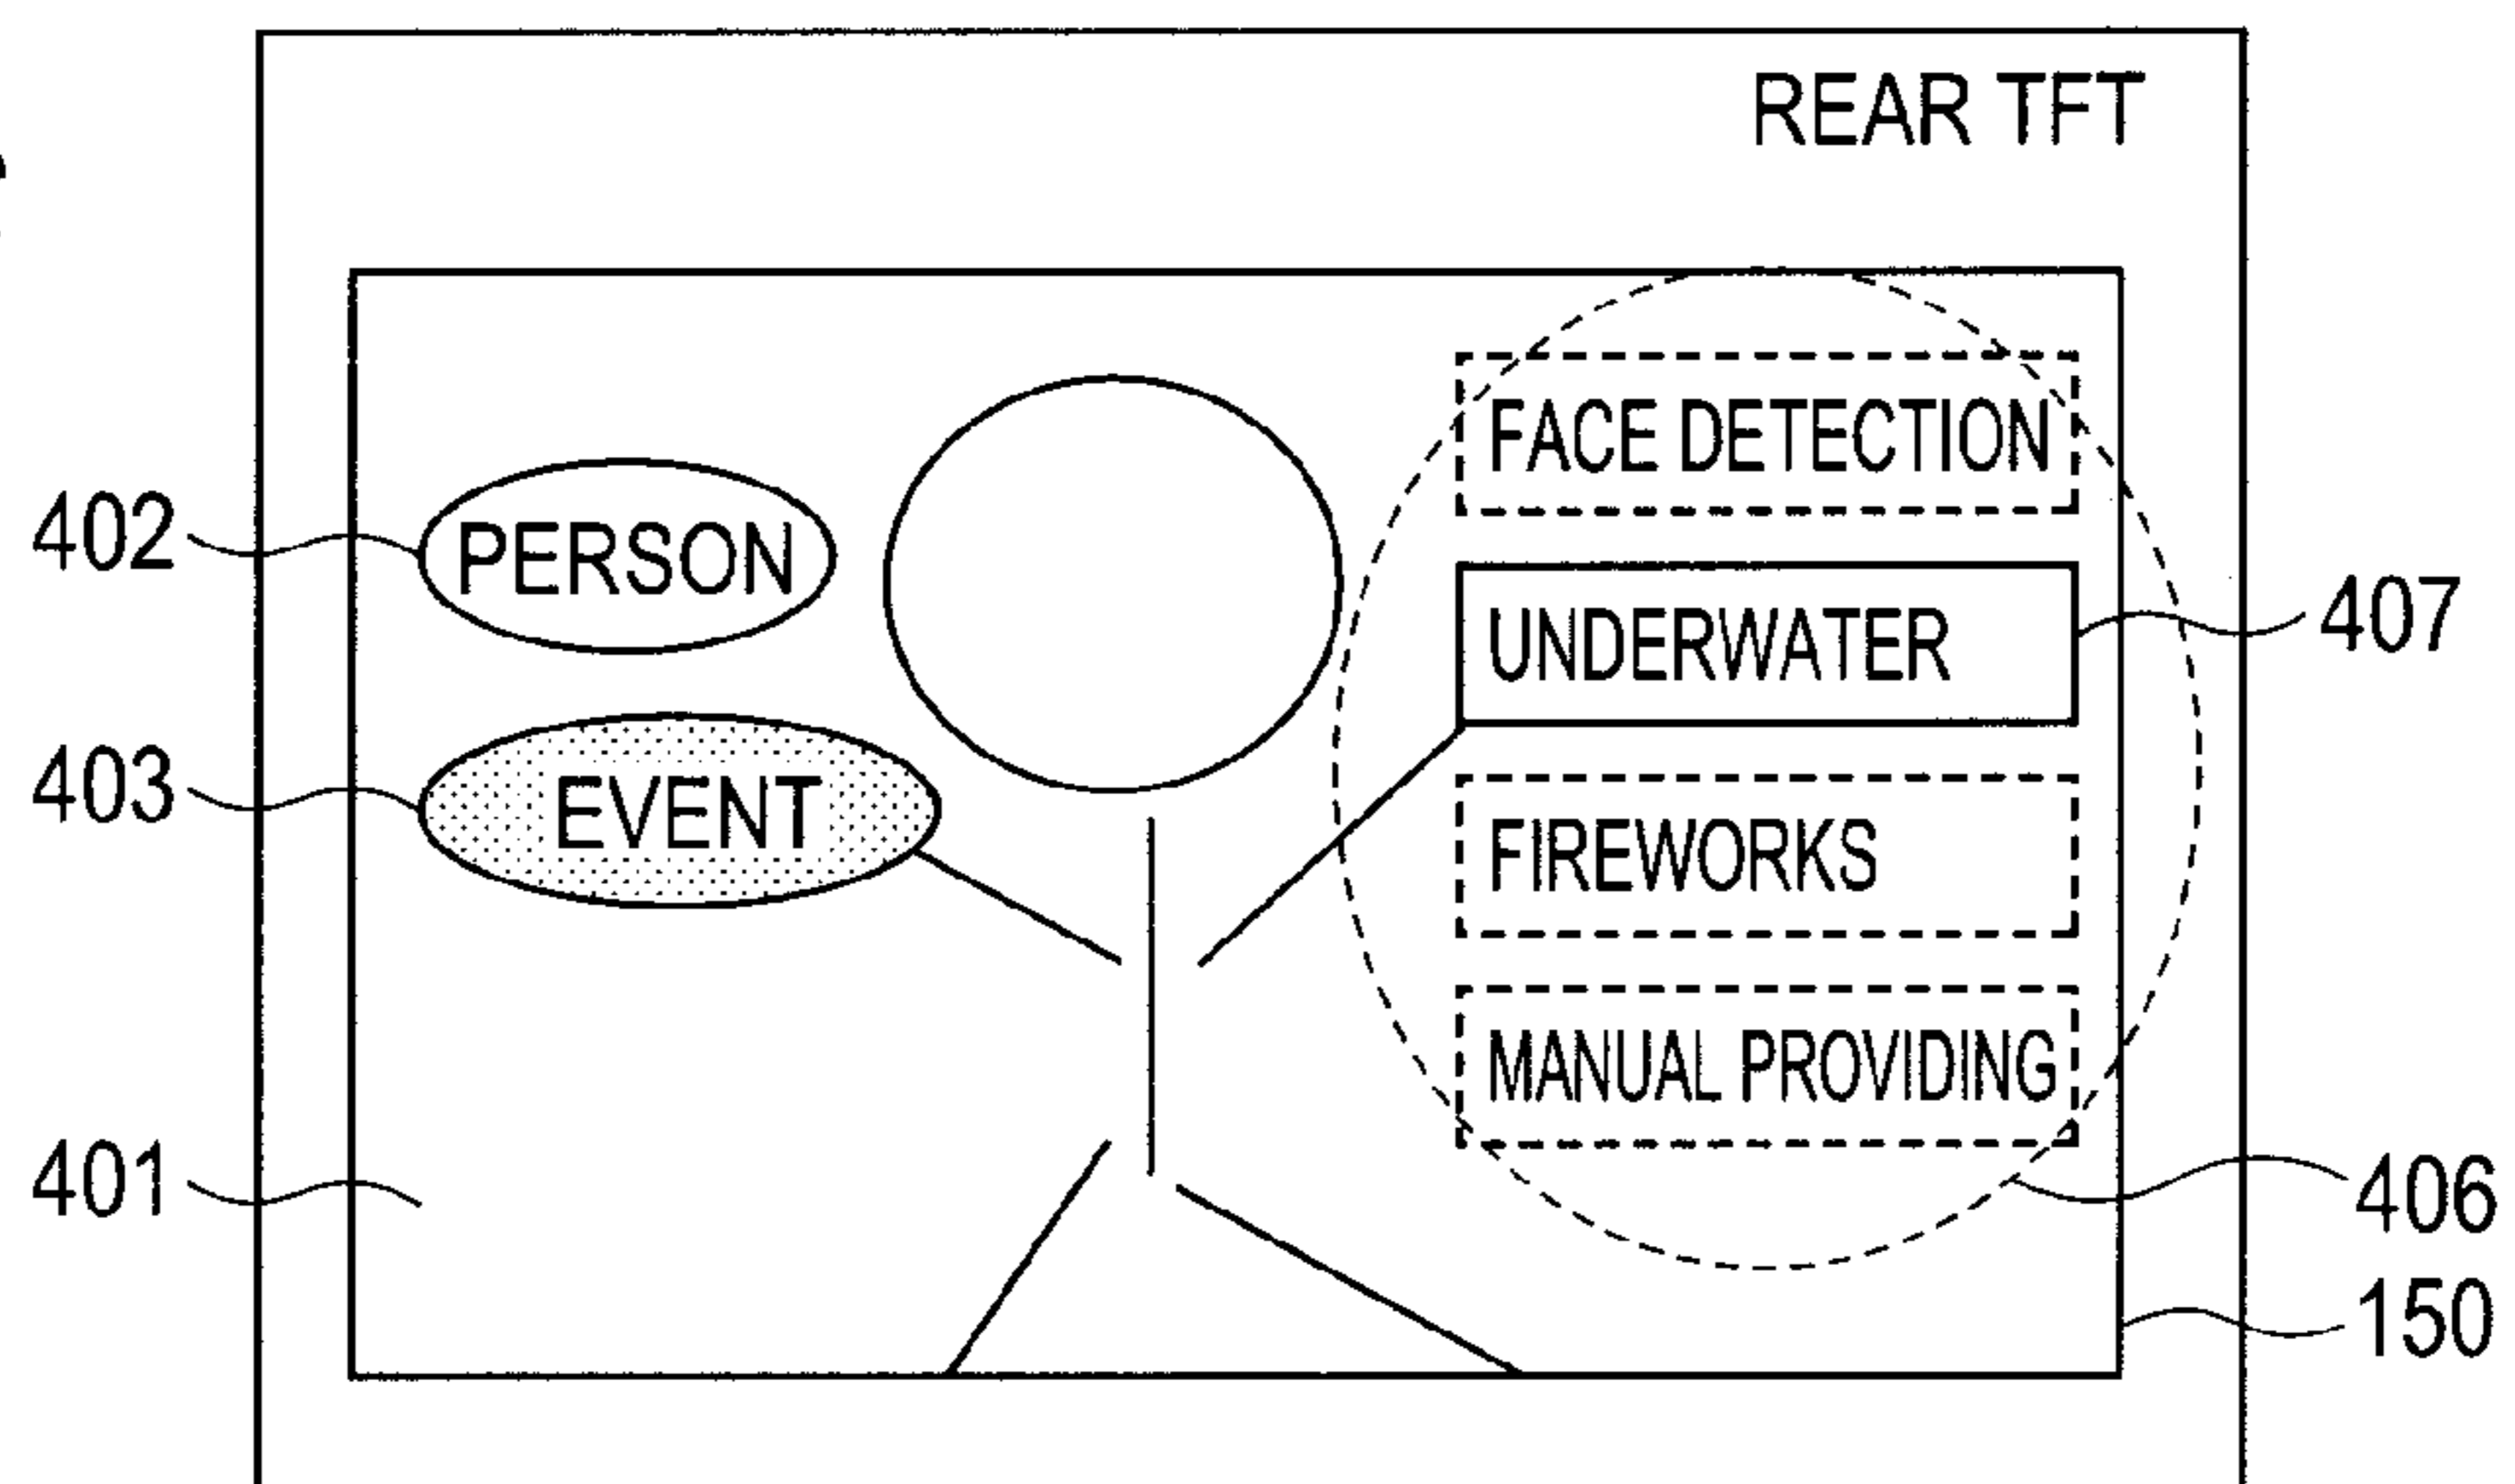 REAR TFT
FACE DETECTION
402
PERSON
UNDERWATER
407
403
EVENT
FIREWORKS
MANUAL PROVIDING
401
406
150